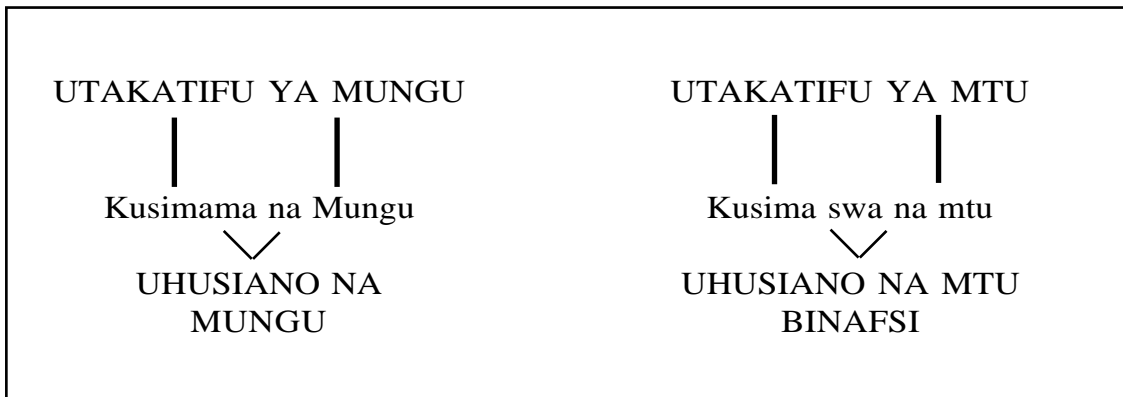 UTAKATIFU YA MUNGU
Kusimama na Mungu
UHUSIANO NA
MUNGU
UTAKATIFU YA MTU
Kusima swa na mtu
UHUSIANO NA MTU
BINAFSI